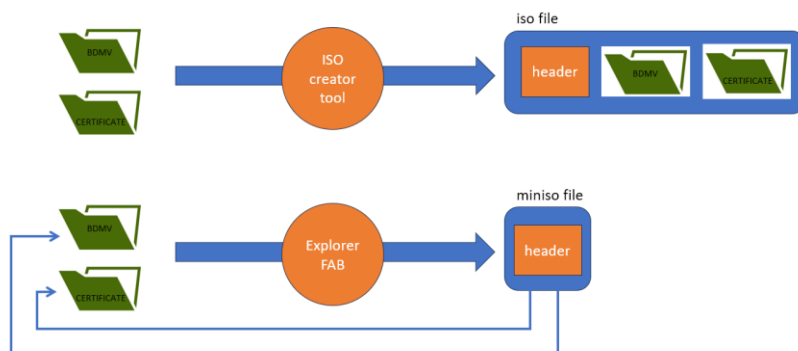 iso file
BDMV
ISO
creator
tool
header
BDMV
CERTIFICATE
CERTIFICATE
miniso file
BDMV
Explorer
FAB
header
CERTIFICATE